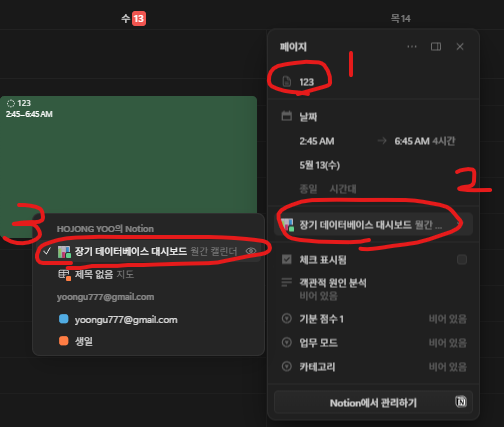 수 13
목 14
123
2:45–6:45 AM
페이지
123
1
날짜
2:45 AM → 6:45 AM 4시간
5월 13(수)
종일 시간대
2
장기 데이터베이스 대시보드 월간 ...
체크 표시됨
객관적 원인 분석
비어 있음
기분 점수 1 비어 있음
업무 모드 비어 있음
카테고리 비어 있음
Notion에서 관리하기
3
HOJONG YOO의 Notion
장기 데이터베이스 대시보드 월간 캘린더
제목 없음 지도
yoongu777@gmail.com
yoongu777@gmail.com
생일